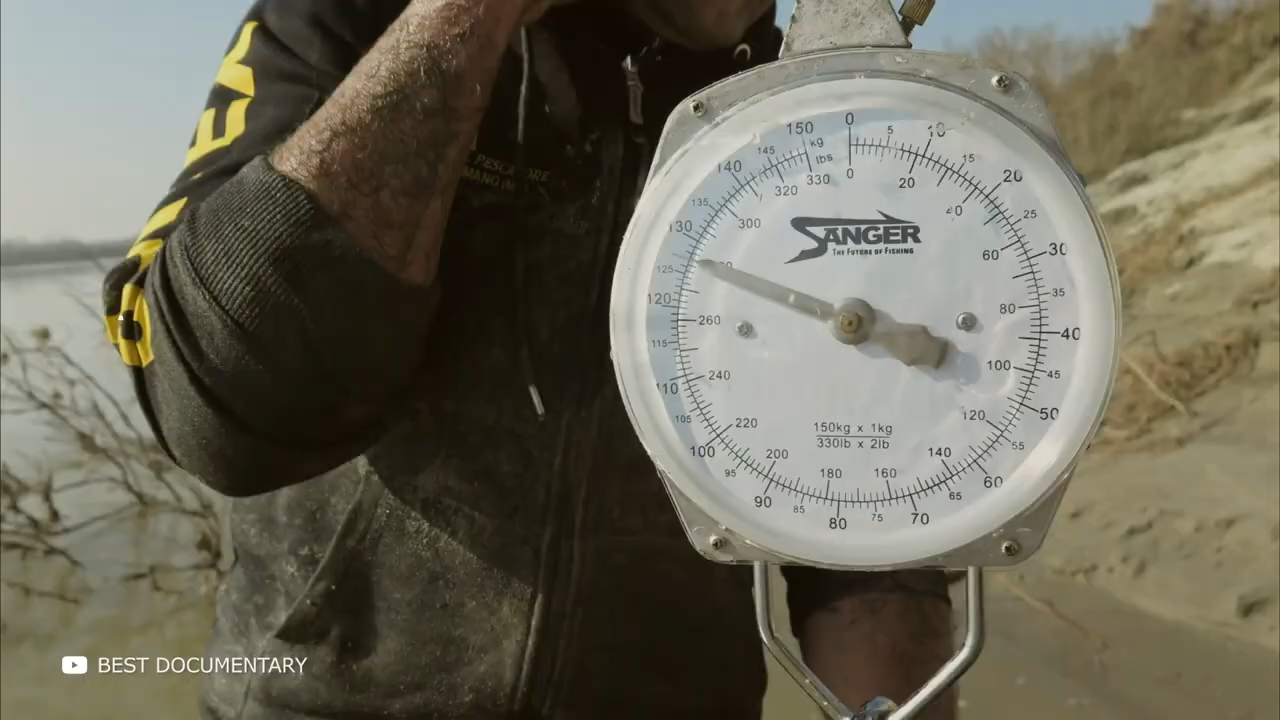 150 0 5 10 15 20 25 30 35 40 45 50 55 60 65 70 75 80 85 90 95 100 105 110 115 120 125 130 135 140 145
kg
lbs
0 20 40 60 80 100 120 140 160 180 200 220 240 260 300 320 330
SANGER
THE FUTURE OF FISHING
150kg x 1kg
330lb x 2lb
BEST DOCUMENTARY